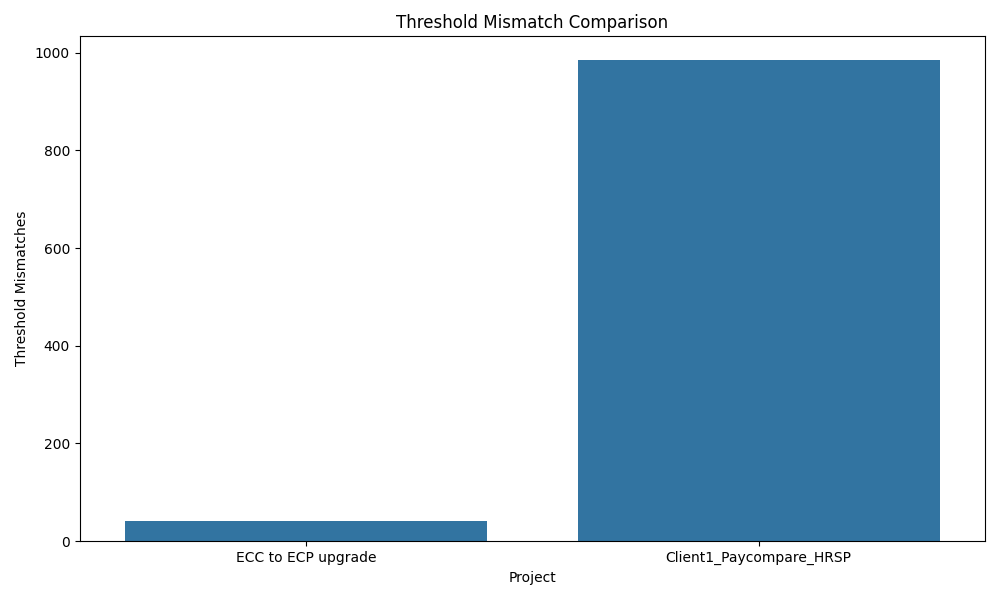 Threshold Mismatch Comparison
1000
800
600
400
200
0
Threshold Mismatches
ECC to ECP upgrade
Client1_Paycompare_HRSP
Project